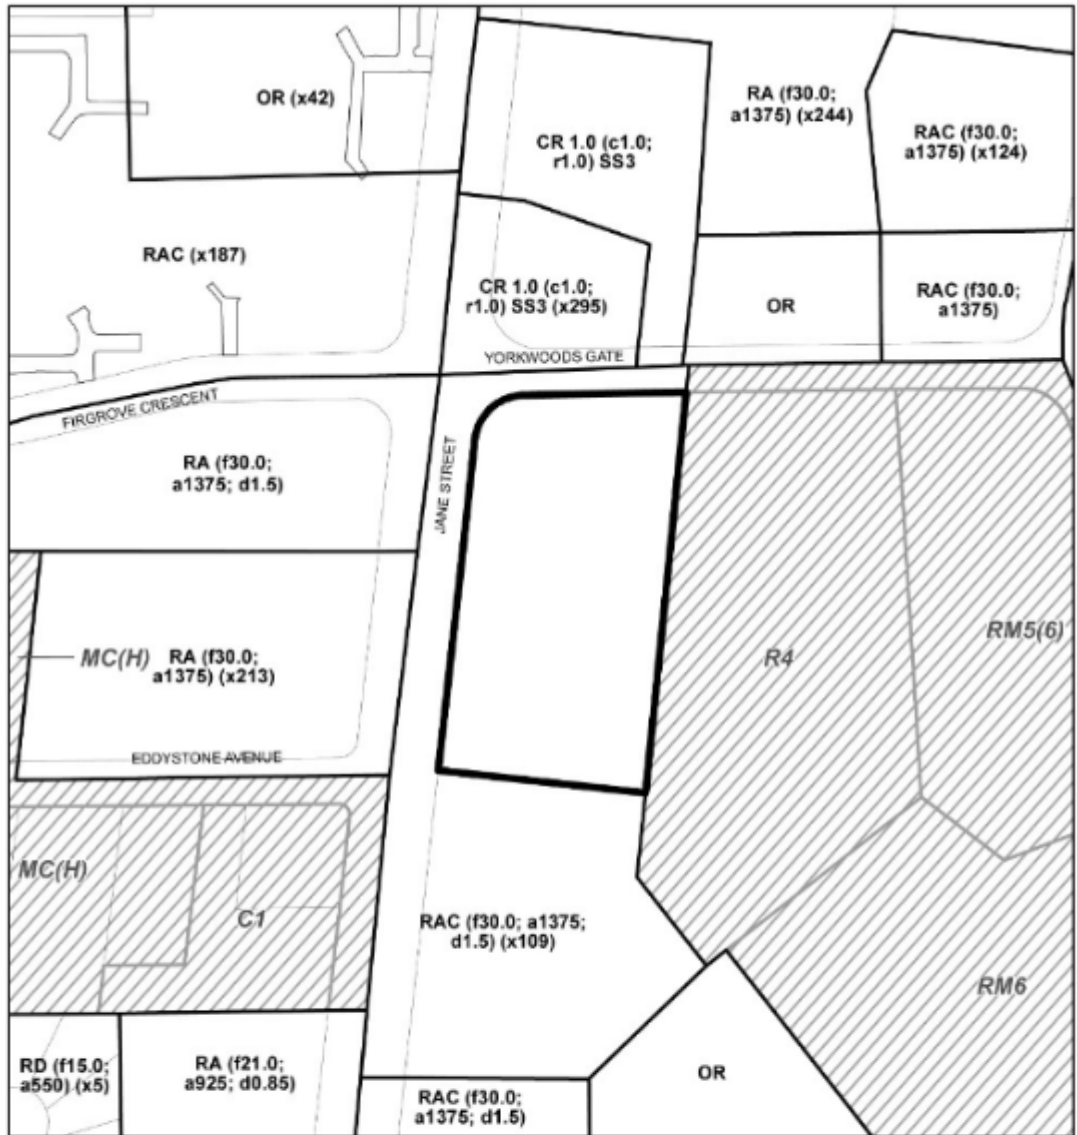 OR (x42)
CR 1.0 (c1.0;
r1.0) SS3
RA (f30.0;
a1375) (x244)
RAC (f30.0;
a1375) (x124)
RAC (x187)
CR 1.0 (c1.0;
r1.0) SS3 (x295)
OR
RAC (f30.0;
a1375)
YORKWOODS GATE
FIRGROVE CRESCENT
RA (f30.0;
a1375; d1.5)
JANE STREET
MC(H)
RA (f30.0;
a1375) (x213)
R4
RM5(6)
EDDYSTONE AVENUE
MC(H)
C1
RAC (f30.0; a1375;
d1.5) (x109)
RM6
RD (f15.0;
a550) (x5)
RA (f21.0;
a925; d0.85)
RAC (f30.0;
a1375; d1.5)
OR